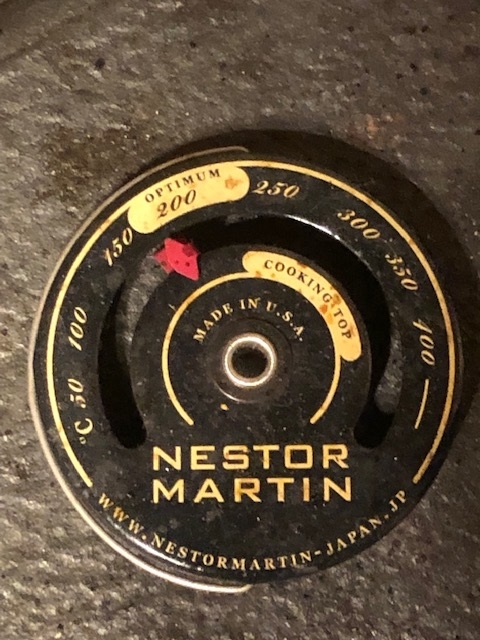 OPTIMUM
°C 50 100 150 200 250 300 350 400
COOKING TOP
MADE IN U.S.A.
NESTOR
MARTIN
WWW.NESTORMARTIN-JAPAN.JP